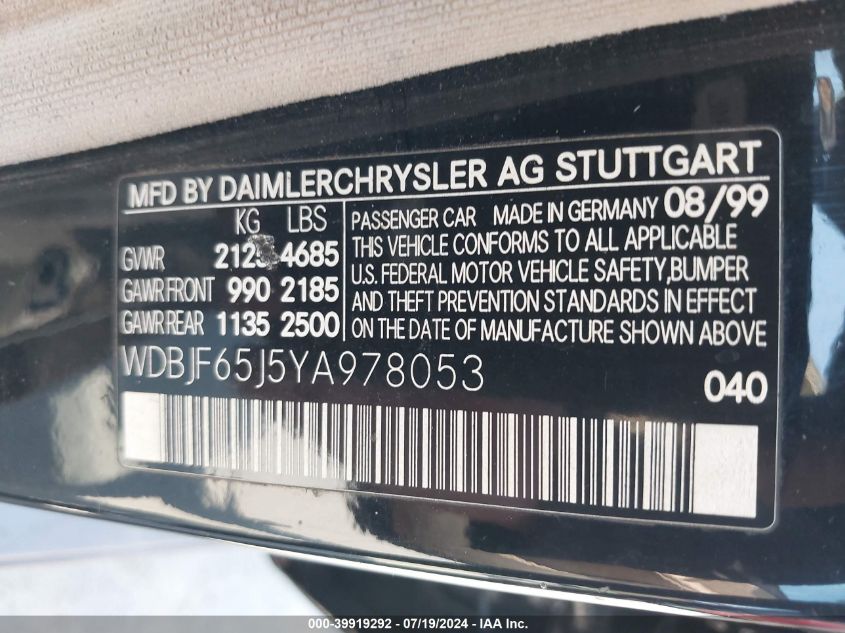 MFD BY DAIMLERCHRYSLER AG STUTTGART
KG LBS
GVWR 4685
GAWR FRONT 990 2185
GAWR REAR 1135 2500
PASSENGER CAR MADE IN GERMANY 08/99
THIS VEHICLE CONFORMS TO ALL APPLICABLE
U.S. FEDERAL MOTOR VEHICLE SAFETY, BUMPER
AND THEFT PREVENTION STANDARDS IN EFFECT
ON THE DATE OF MANUFACTURE SHOWN ABOVE
WDBJF65J5YA978053
040
000-39919292 - 07/19/2024 - © IAA Holdings, LLC